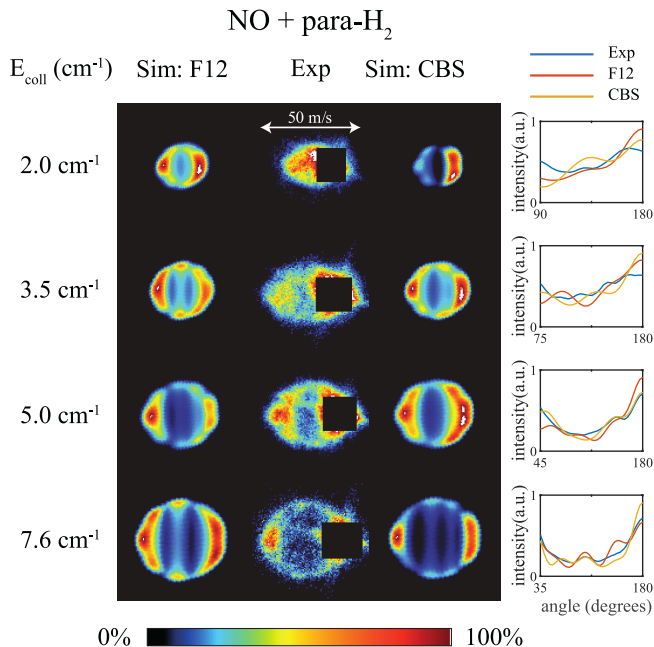 NO + para-H₂
E_coll (cm⁻¹) Sim: F12 Exp Sim: CBS
Exp
F12
CBS
50 m/s
2.0 cm⁻¹
1
intensity(a.u.)
0
90 180
3.5 cm⁻¹
1
intensity(a.u.)
0
75 180
5.0 cm⁻¹
1
intensity(a.u.)
0
45 180
7.6 cm⁻¹
1
intensity(a.u.)
0
35 180
angle (degrees)
0% 100%